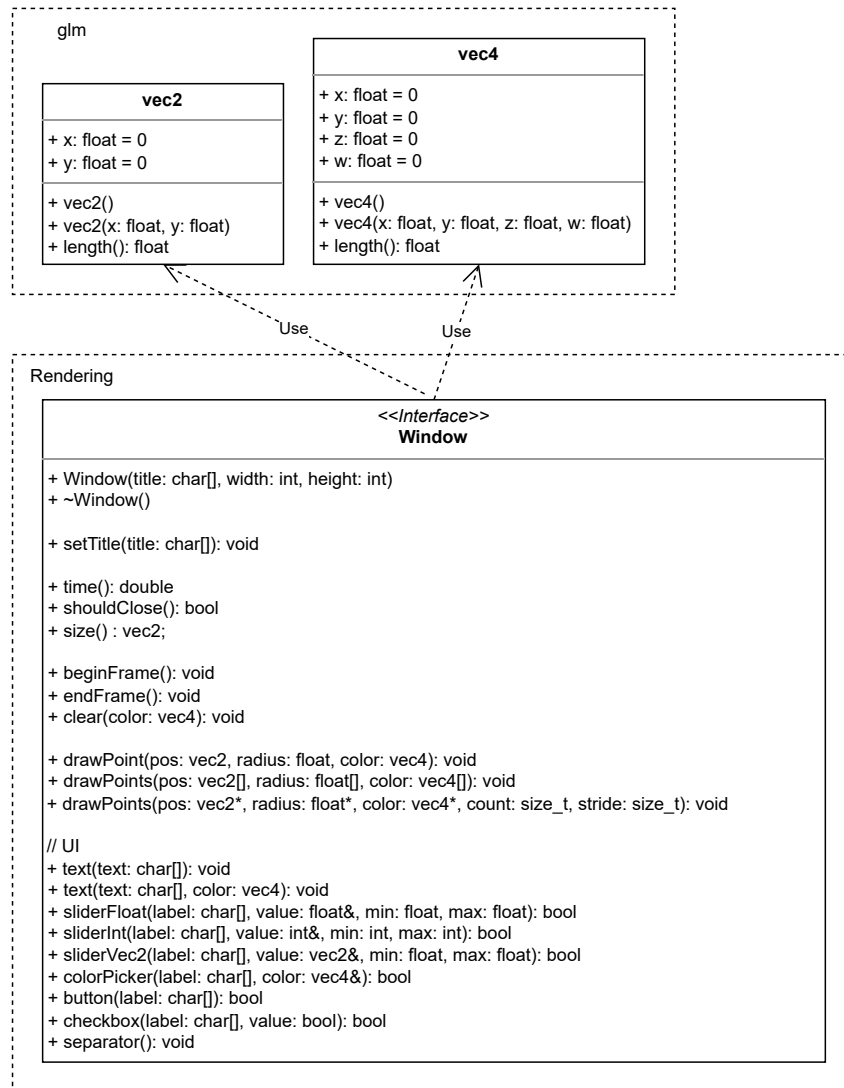 glm
vec2
+ x: float = 0
+ y: float = 0
+ vec2()
+ vec2(x: float, y: float)
+ length(): float
vec4
+ x: float = 0
+ y: float = 0
+ z: float = 0
+ w: float = 0
+ vec4()
+ vec4(x: float, y: float, z: float, w: float)
+ length(): float
Use
Use
Rendering
<<Interface>>
Window
+ Window(title: char[], width: int, height: int)
+ ~Window()
+ setTitle(title: char[]): void
+ time(): double
+ shouldClose(): bool
+ size() : vec2;
+ beginFrame(): void
+ endFrame(): void
+ clear(color: vec4): void
+ drawPoint(pos: vec2, radius: float, color: vec4): void
+ drawPoints(pos: vec2[], radius: float[], color: vec4[]): void
+ drawPoints(pos: vec2*, radius: float*, color: vec4*, count: size_t, stride: size_t): void
// UI
+ text(text: char[]): void
+ text(text: char[], color: vec4): void
+ sliderFloat(label: char[], value: float&, min: float, max: float): bool
+ sliderInt(label: char[], value: int&, min: int, max: int): bool
+ sliderVec2(label: char[], value: vec2&, min: float, max: float): bool
+ colorPicker(label: char[], color: vec4&): bool
+ button(label: char[]): bool
+ checkbox(label: char[], value: bool): bool
+ separator(): void